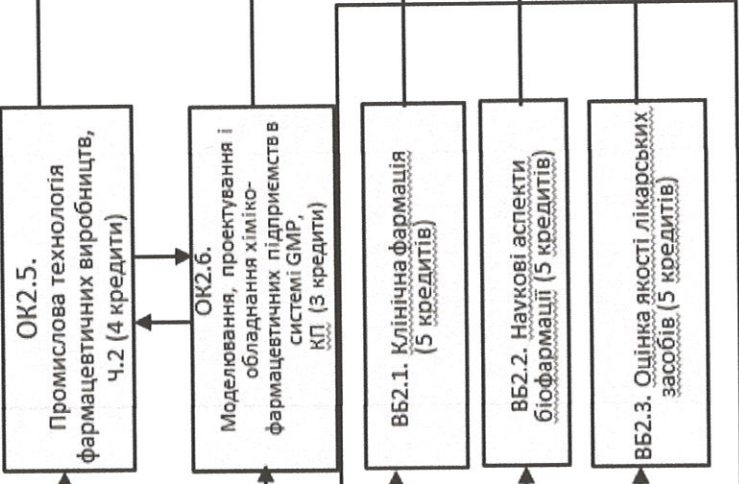 ОК2.5.
Промислова технологія
фармацевтичних виробництв,
Ч.2 (4 кредити)
ОК2.6.
Моделювання, проектування і
обладнання хіміко-
фармацевтичних підприємств в
системі GMP,
КП (3 кредити)
ВБ2.1. Клінічна фармація
(5 кредитів)
ВБ2.2. Наукові аспекти
біофармації (5 кредитів)
ВБ2.3. Оцінка якості лікарських
засобів (5 кредитів)